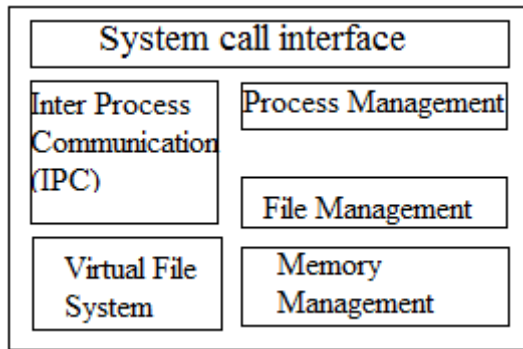 System call interface
Inter Process
Communication
(IPC)
Process Management
File Management
Virtual File
System
Memory
Management